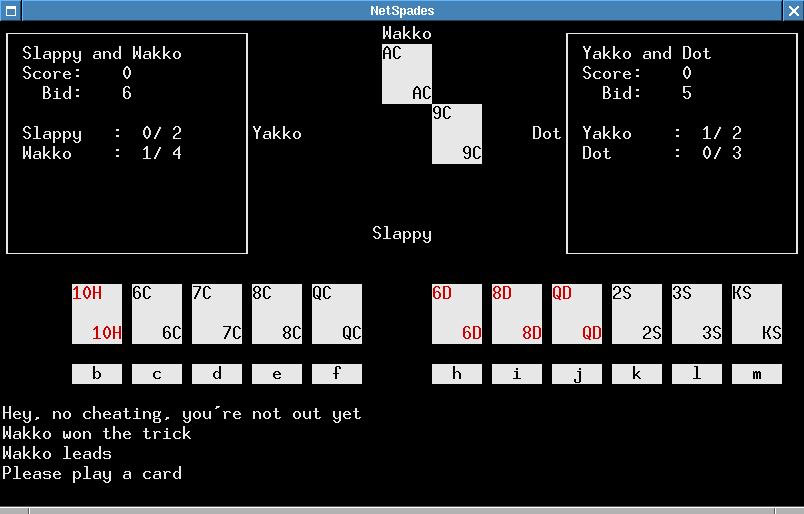 NetSpades
Wakko
AC
AC
9C
9C
Slappy and Wakko
Score: 0
Bid: 6
Slappy : 0/ 2
Wakko : 1/ 4
Yakko
Dot
Yakko and Dot
Score: 0
Bid: 5
Yakko : 1/ 2
Dot : 0/ 3
Slappy
10H 6C 7C 8C QC 6D 8D QD 2S 3S KS
10H 6C 7C 8C QC 6D 8D QD 2S 3S KS
b c d e f h i j k l m
Hey, no cheating, you're not out yet
Wakko won the trick
Wakko leads
Please play a card